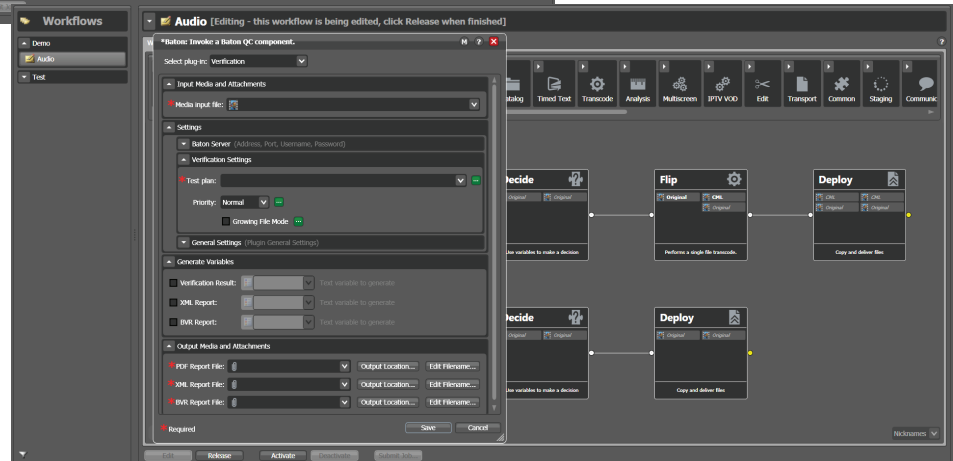 Workflows
Demo
Audio
Test
Audio [Editing - this workflow is being edited, click Release when finished]
*Baton: Invoke a Baton QC component.
M ? X
Select plug-in: Verification
Input Media and Attachments
*Media input file:
Settings
Baton Server (Address, Port, Username, Password)
Verification Settings
*Test plan:
Priority: Normal
Growing File Mode
General Settings (Plugin General Settings)
Generate Variables
Verification Result: Text variable to generate
XML Report: Text variable to generate
BVR Report: Text variable to generate
Output Media and Attachments
*PDF Report File: Output Location... Edit Filename...
*XML Report File: Output Location... Edit Filename...
*BVR Report File: Output Location... Edit Filename...
*Required
Save Cancel
?
atalog Timed Text Transcode Analysis Multiscreen IPTV VOD Edit Transport Common Staging Communic
ecide
Original Original
Use variables to make a decision
Flip
Original CML
Original
Performs a single file transcode.
Deploy
CML CML
Original Original
Copy and deliver files
ecide
Original Original
Use variables to make a decision
Deploy
Original Original
Copy and deliver files
Nicknames
Edit Release Activate Deactivate Submit Job...